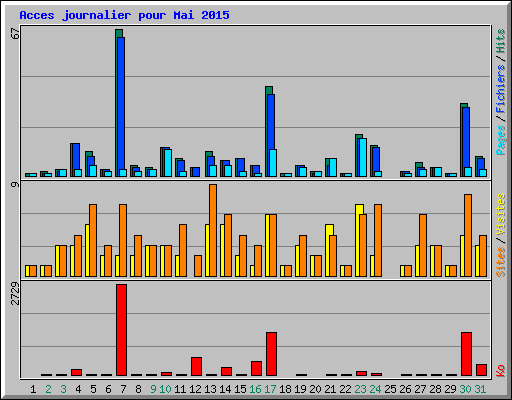 Acces journalier pour Mai 2015
67
Pages / Fichiers / Hits
9
Sites / Visites
2729
Ko
1 2 3 4 5 6 7 8 9 10 11 12 13 14 15 16 17 18 19 20 21 22 23 24 25 26 27 28 29 30 31